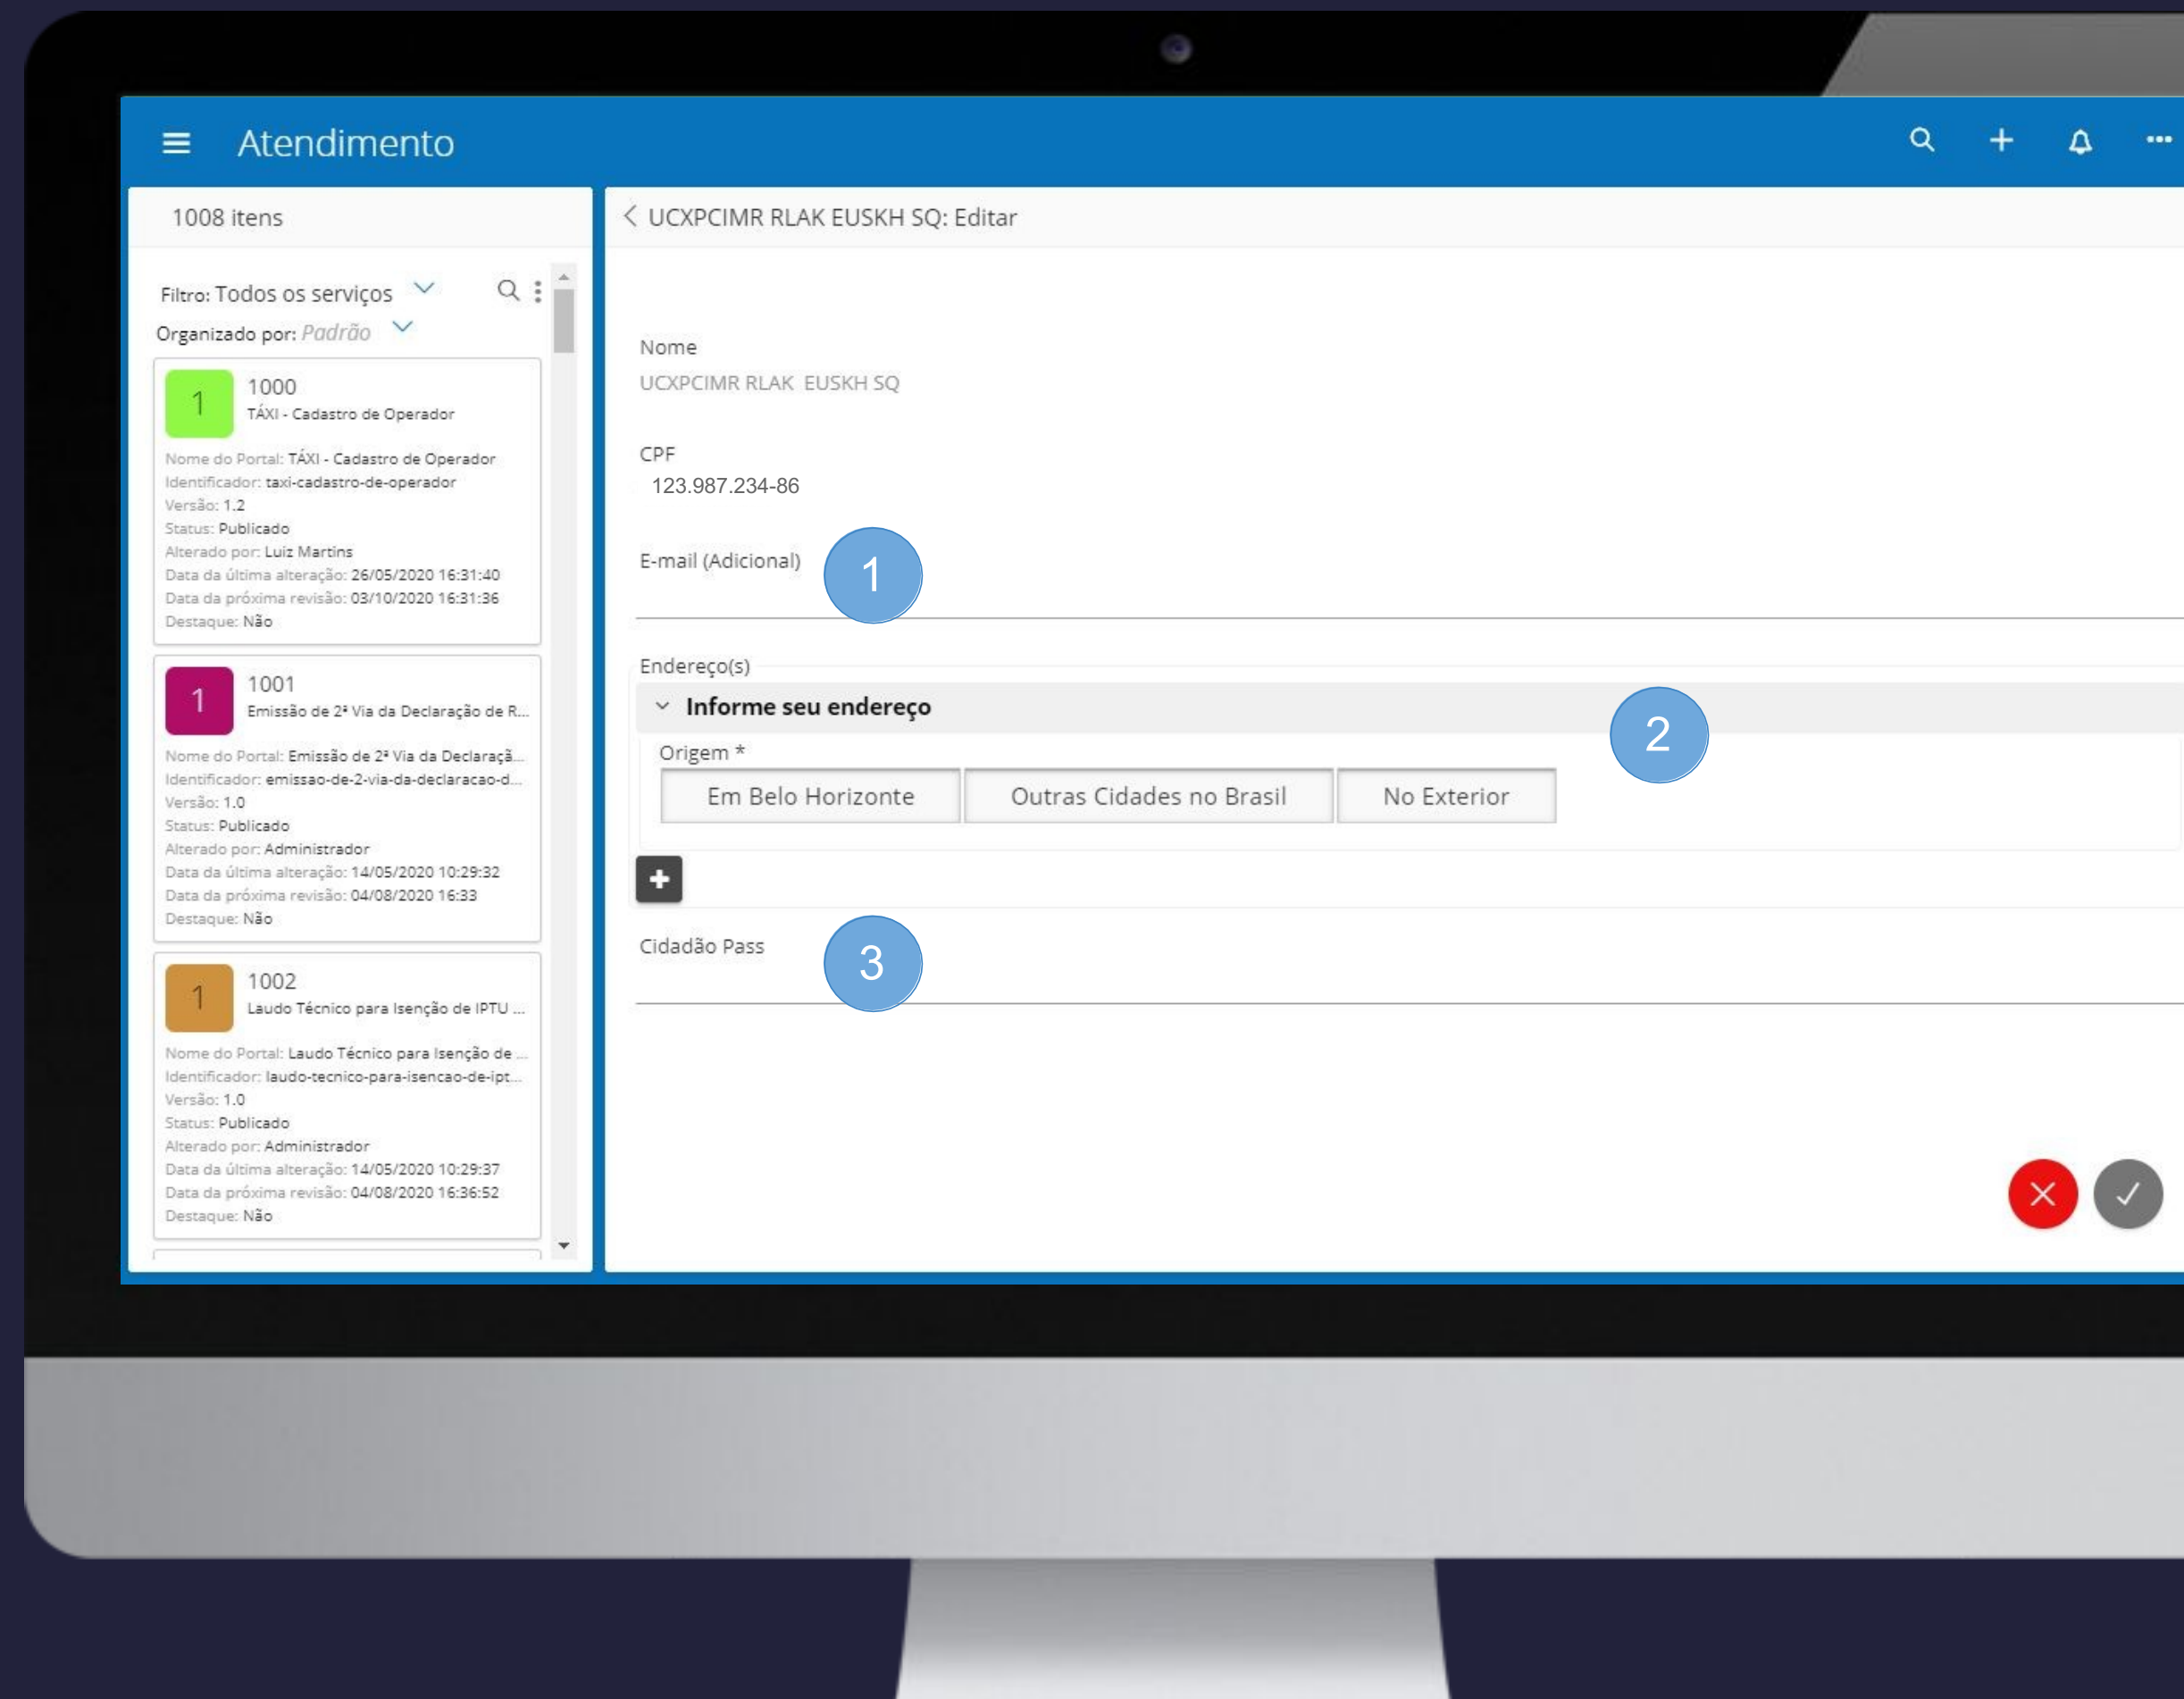 Atendimento
1008 itens
Filtro: Todos os serviços
Organizado por: Padrão
1
1000
TÁXI - Cadastro de Operador
Nome do Portal: TÁXI - Cadastro de Operador
Identificador: taxi-cadastro-de-operador
Versão: 1.2
Status: Publicado
Alterado por: Luiz Martins
Data da última alteração: 26/05/2020 16:31:40
Data da próxima revisão: 03/10/2020 16:31:36
Destaque: Não
1
1001
Emissão de 2ª Via da Declaração de R...
Nome do Portal: Emissão de 2ª Via da Declaraçã...
Identificador: emissao-de-2-via-da-declaracao-d...
Versão: 1.0
Status: Publicado
Alterado por: Administrador
Data da última alteração: 14/05/2020 10:29:32
Data da próxima revisão: 04/08/2020 16:33
Destaque: Não
1
1002
Laudo Técnico para Isenção de IPTU ...
Nome do Portal: Laudo Técnico para Isenção de ...
Identificador: laudo-tecnico-para-isencao-de-ipt...
Versão: 1.0
Status: Publicado
Alterado por: Administrador
Data da última alteração: 14/05/2020 10:29:37
Data da próxima revisão: 04/08/2020 16:36:52
Destaque: Não
UCXPCIMR RLAK EUSKH SQ: Editar
Nome
UCXPCIMR RLAK EUSKH SQ
CPF
123.987.234-86
E-mail (Adicional)
1
Endereço(s)
Informe seu endereço
2
Origem *
Em Belo Horizonte
Outras Cidades no Brasil
No Exterior
Cidadão Pass
3